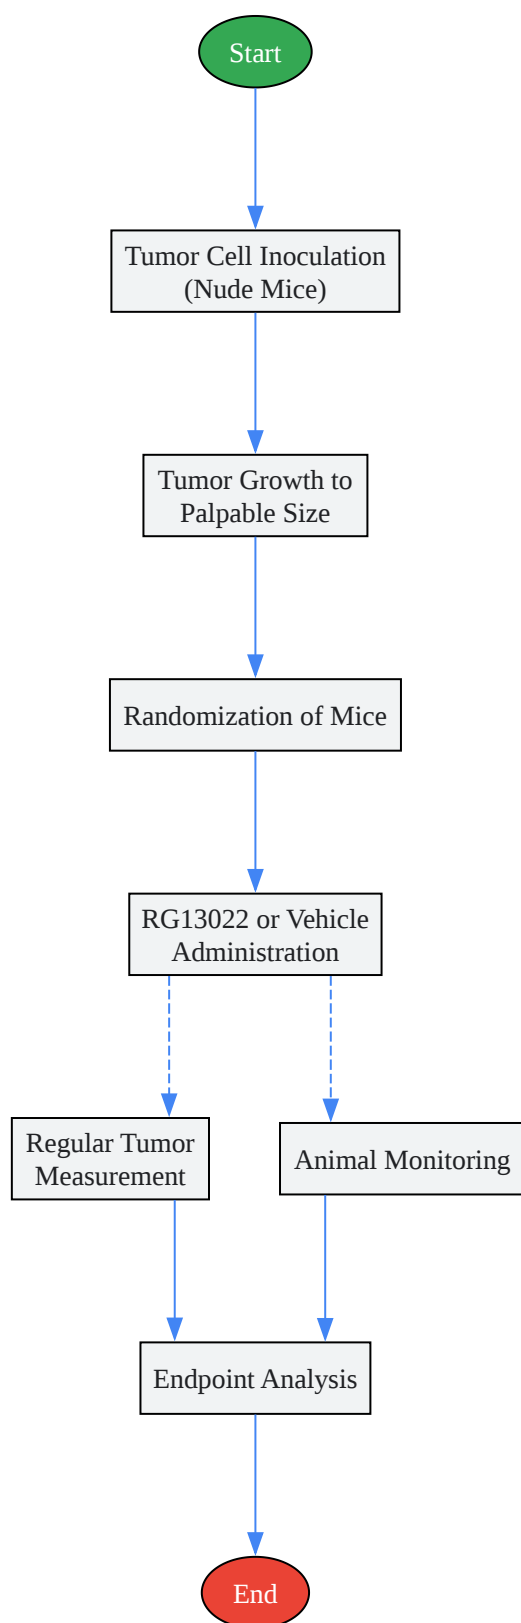 Start
Tumor Cell Inoculation
(Nude Mice)
Tumor Growth to
Palpable Size
Randomization of Mice
RG13022 or Vehicle
Administration
Regular Tumor
Measurement
Animal Monitoring
Endpoint Analysis
End